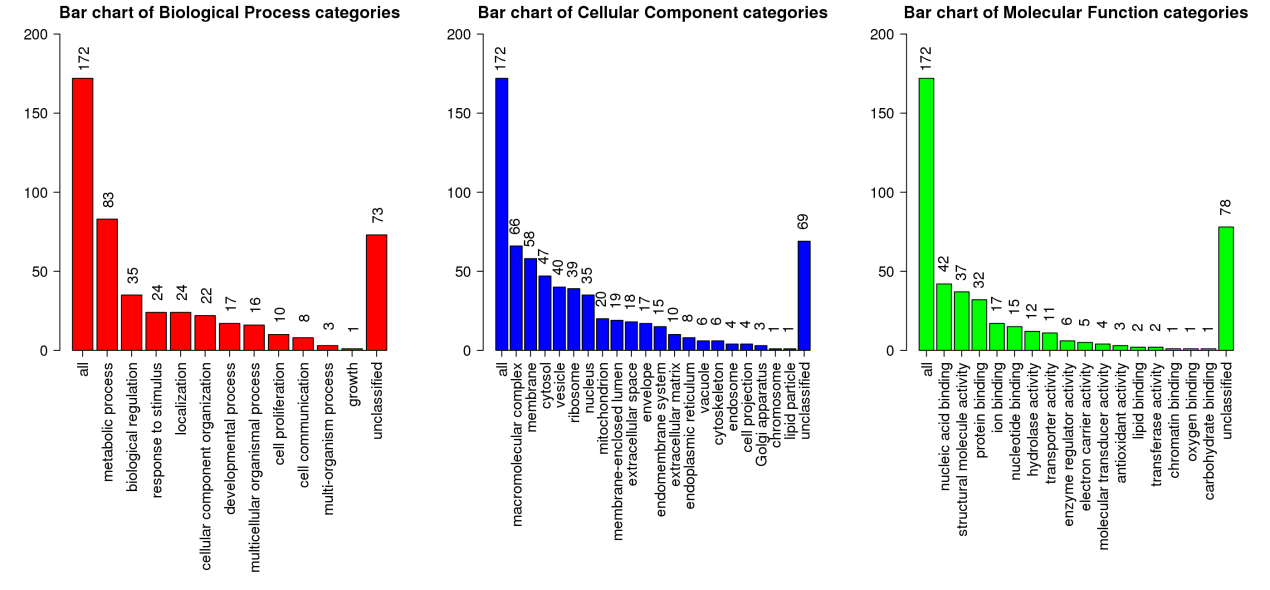 Bar chart of Biological Process categories
200
150
100
50
0
172
83
35
24
24
22
17
16
10
8
3
1
73
all
metabolic process
biological regulation
response to stimulus
localization
cellular component organization
developmental process
multicellular organismal process
cell proliferation
cell communication
multi-organism process
growth
unclassified
Bar chart of Cellular Component categories
200
150
100
50
0
172
66
58
47
40
39
35
20
19
18
17
15
10
8
6
6
4
4
3
1
1
69
all
macromolecular complex
membrane
cytosol
vesicle
ribosome
nucleus
mitochondrion
membrane-enclosed lumen
extracellular space
envelope
endomembrane system
extracellular matrix
endoplasmic reticulum
vacuole
cytoskeleton
endosome
cell projection
Golgi apparatus
chromosome
lipid particle
unclassified
Bar chart of Molecular Function categories
200
150
100
50
0
172
42
37
32
17
15
12
11
6
5
4
3
2
2
1
1
1
78
all
nucleic acid binding
structural molecule activity
protein binding
ion binding
nucleotide binding
hydrolase activity
transporter activity
enzyme regulator activity
electron carrier activity
molecular transducer activity
antioxidant activity
lipid binding
transferase activity
chromatin binding
oxygen binding
carbohydrate binding
unclassified